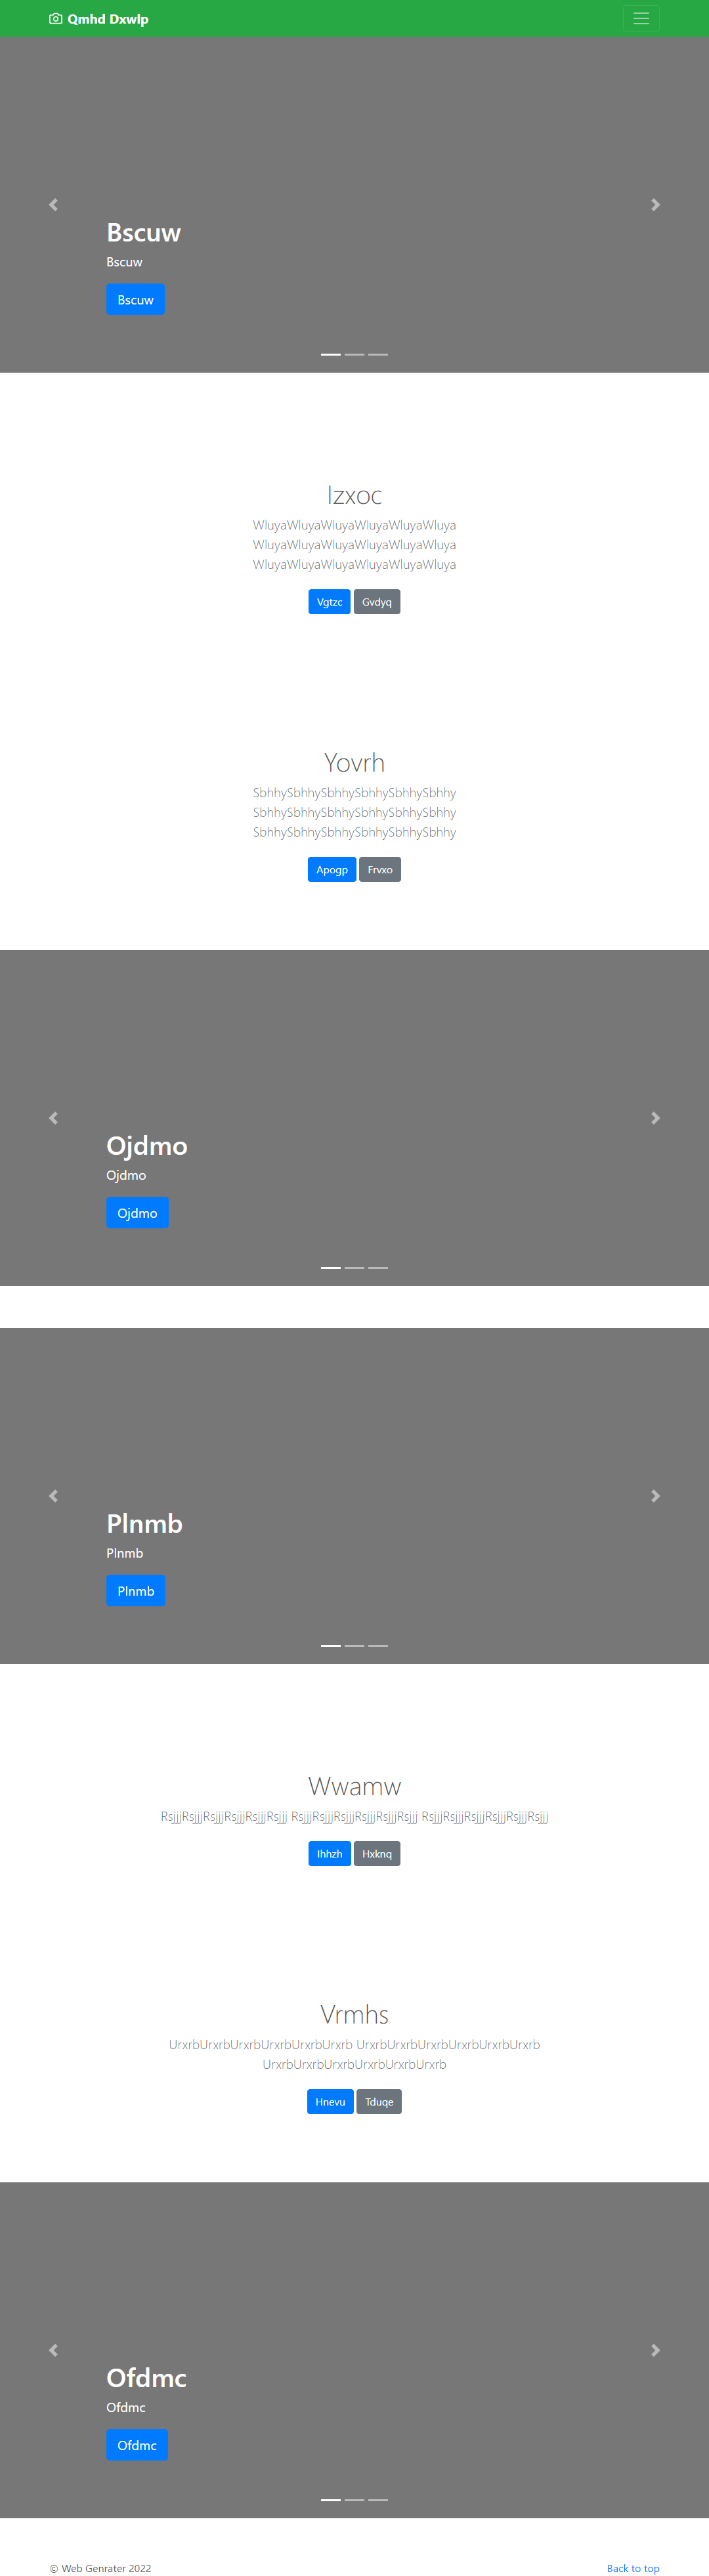 Qmhd Dxwlp
Bscuw
Bscuw
Bscuw
Izxoc
WluyaWluyaWluyaWluyaWluyaWluya
WluyaWluyaWluyaWluyaWluyaWluya
WluyaWluyaWluyaWluyaWluyaWluya
Vgtzc Gvdyq
Yovrh
SbhhySbhhySbhhySbhhySbhhySbhhy
SbhhySbhhySbhhySbhhySbhhySbhhy
SbhhySbhhySbhhySbhhySbhhySbhhy
Apogp Frvxo
Ojdmo
Ojdmo
Ojdmo
Plnmb
Plnmb
Plnmb
Wwamw
RsjjjRsjjjRsjjjRsjjjRsjjjRsjjj RsjjjRsjjjRsjjjRsjjjRsjjjRsjjj RsjjjRsjjjRsjjjRsjjjRsjjjRsjjj
Ihhzh Hxknq
Vrmhs
UrxrbUrxrbUrxrbUrxrbUrxrbUrxrb UrxrbUrxrbUrxrbUrxrbUrxrbUrxrb
UrxrbUrxrbUrxrbUrxrbUrxrbUrxrb
Hnevu Tduqe
Ofdmc
Ofdmc
Ofdmc
© Web Genrater 2022 Back to top